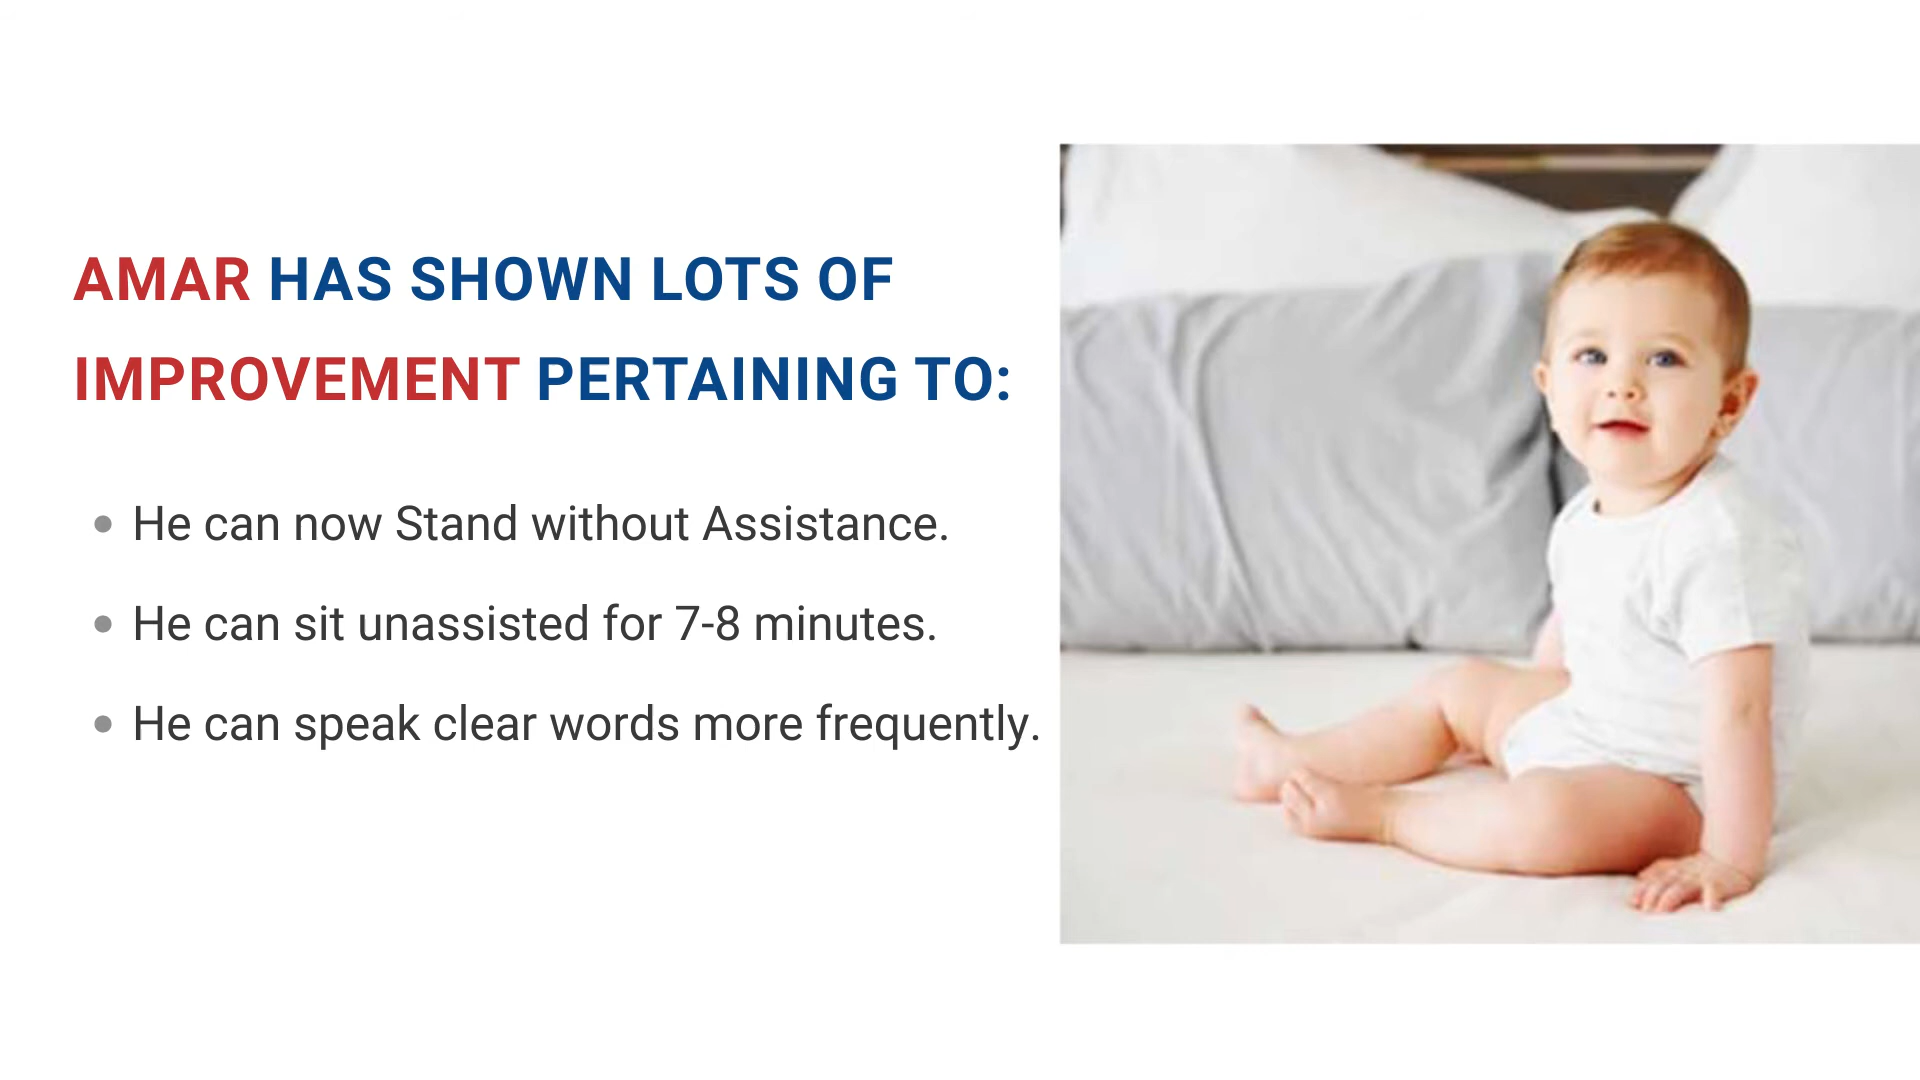 AMAR HAS SHOWN LOTS OF
IMPROVEMENT PERTAINING TO:
He can now Stand without Assistance.
He can sit unassisted for 7-8 minutes.
He can speak clear words more frequently.